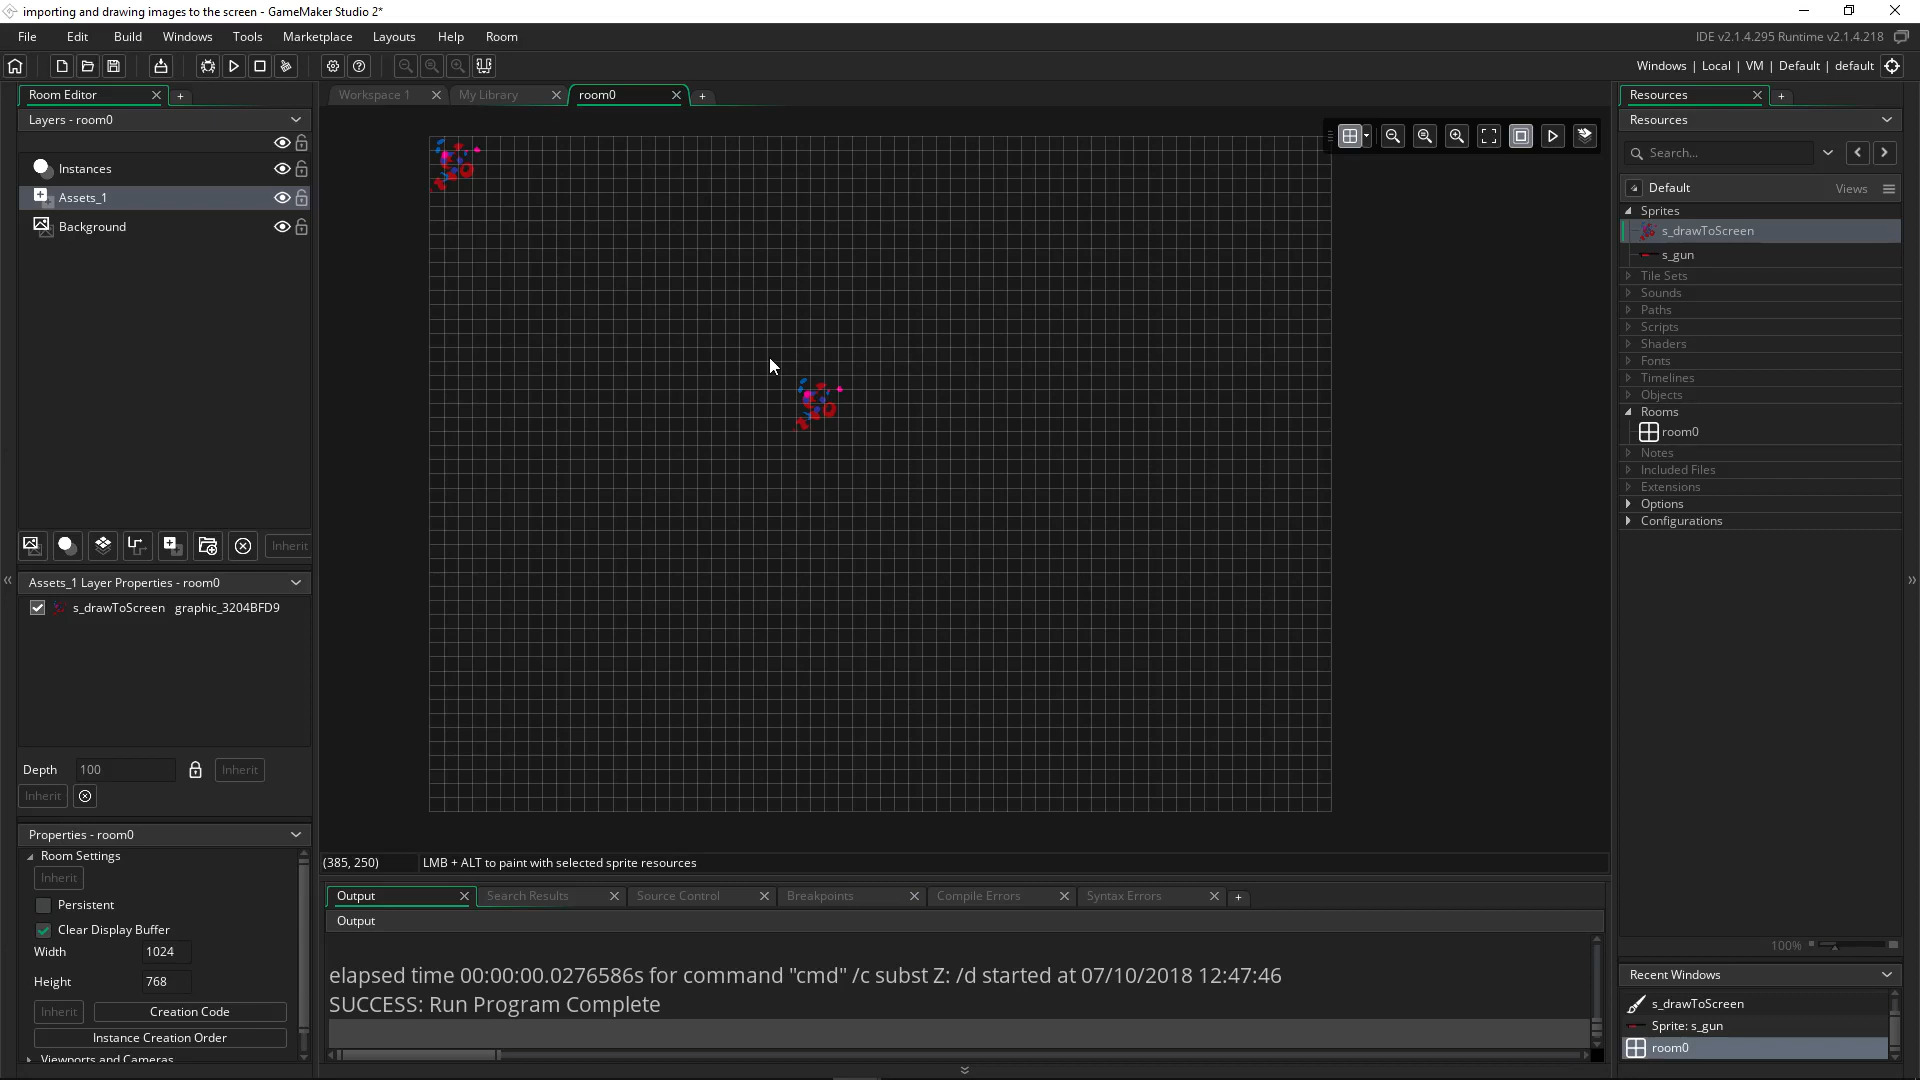 importing and drawing images to the screen - GameMaker Studio 2*
File Edit Build Windows Tools Marketplace Layouts Help Room
IDE v2.1.4.295 Runtime v2.1.4.218
Windows | Local | VM | Default | default
Room Editor
Workspace 1
My Library
room0
Resources
Layers - room0
Resources
Search...
Instances
Default
Views
Assets_1
Sprites
Background
s_drawToScreen
s_gun
Tile Sets
Sounds
Paths
Scripts
Shaders
Fonts
Timelines
Objects
Rooms
room0
Notes
Included Files
Extensions
Options
Configurations
Inherit
Assets_1 Layer Properties - room0
s_drawToScreen graphic_3204BFD9
Depth 100 Inherit
Inherit
Properties - room0
Room Settings
Inherit
Persistent
Clear Display Buffer
Width 1024
Height 768
Inherit Creation Code
Instance Creation Order
Viewports and Cameras
(385, 250) LMB + ALT to paint with selected sprite resources
Output Search Results Source Control Breakpoints Compile Errors Syntax Errors
Output
elapsed time 00:00:00.0276586s for command "cmd" /c subst Z: /d started at 07/10/2018 12:47:46
SUCCESS: Run Program Complete
100%
Recent Windows
s_drawToScreen
Sprite: s_gun
room0